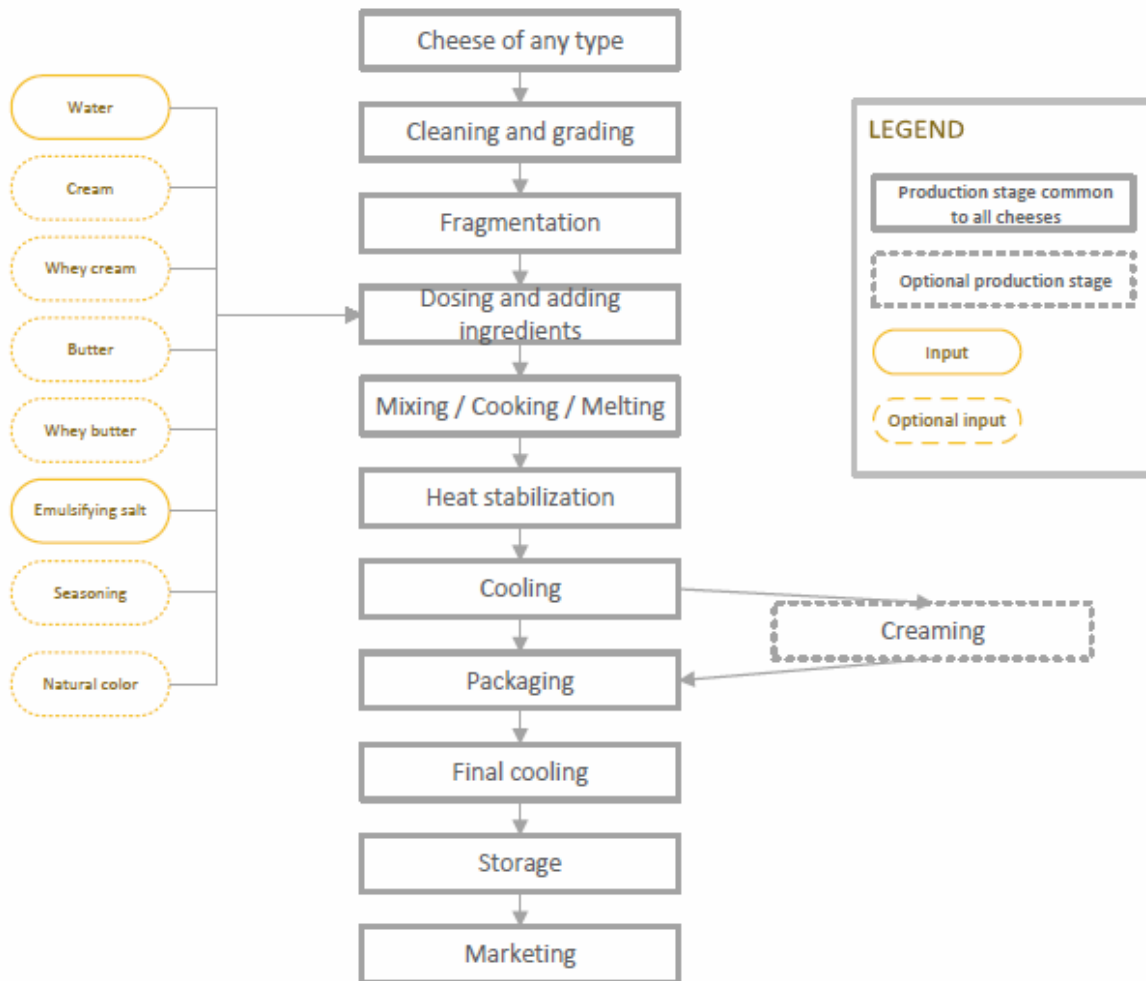 Cheese of any type
Cleaning and grading
Fragmentation
Dosing and adding
ingredients
Mixing / Cooking / Melting
Heat stabilization
Cooling
Creaming
Packaging
Final cooling
Storage
Marketing
Water
Cream
Whey cream
Butter
Whey butter
Emulsifying salt
Seasoning
Natural color
LEGEND
Production stage common
to all cheeses
Optional production stage
Input
Optional input